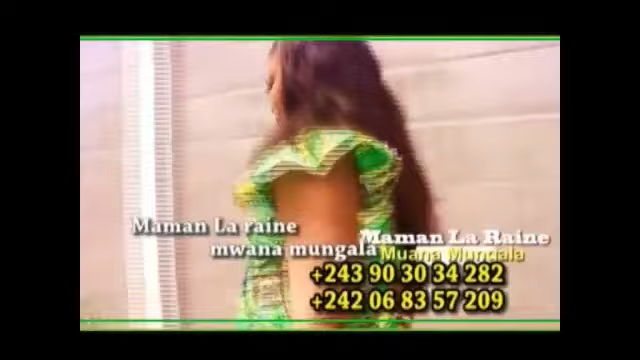 Maman La raine
mwana mungala
Maman La Raine
Muana Mungala
+243 90 30 34 282
+242 06 83 57 209